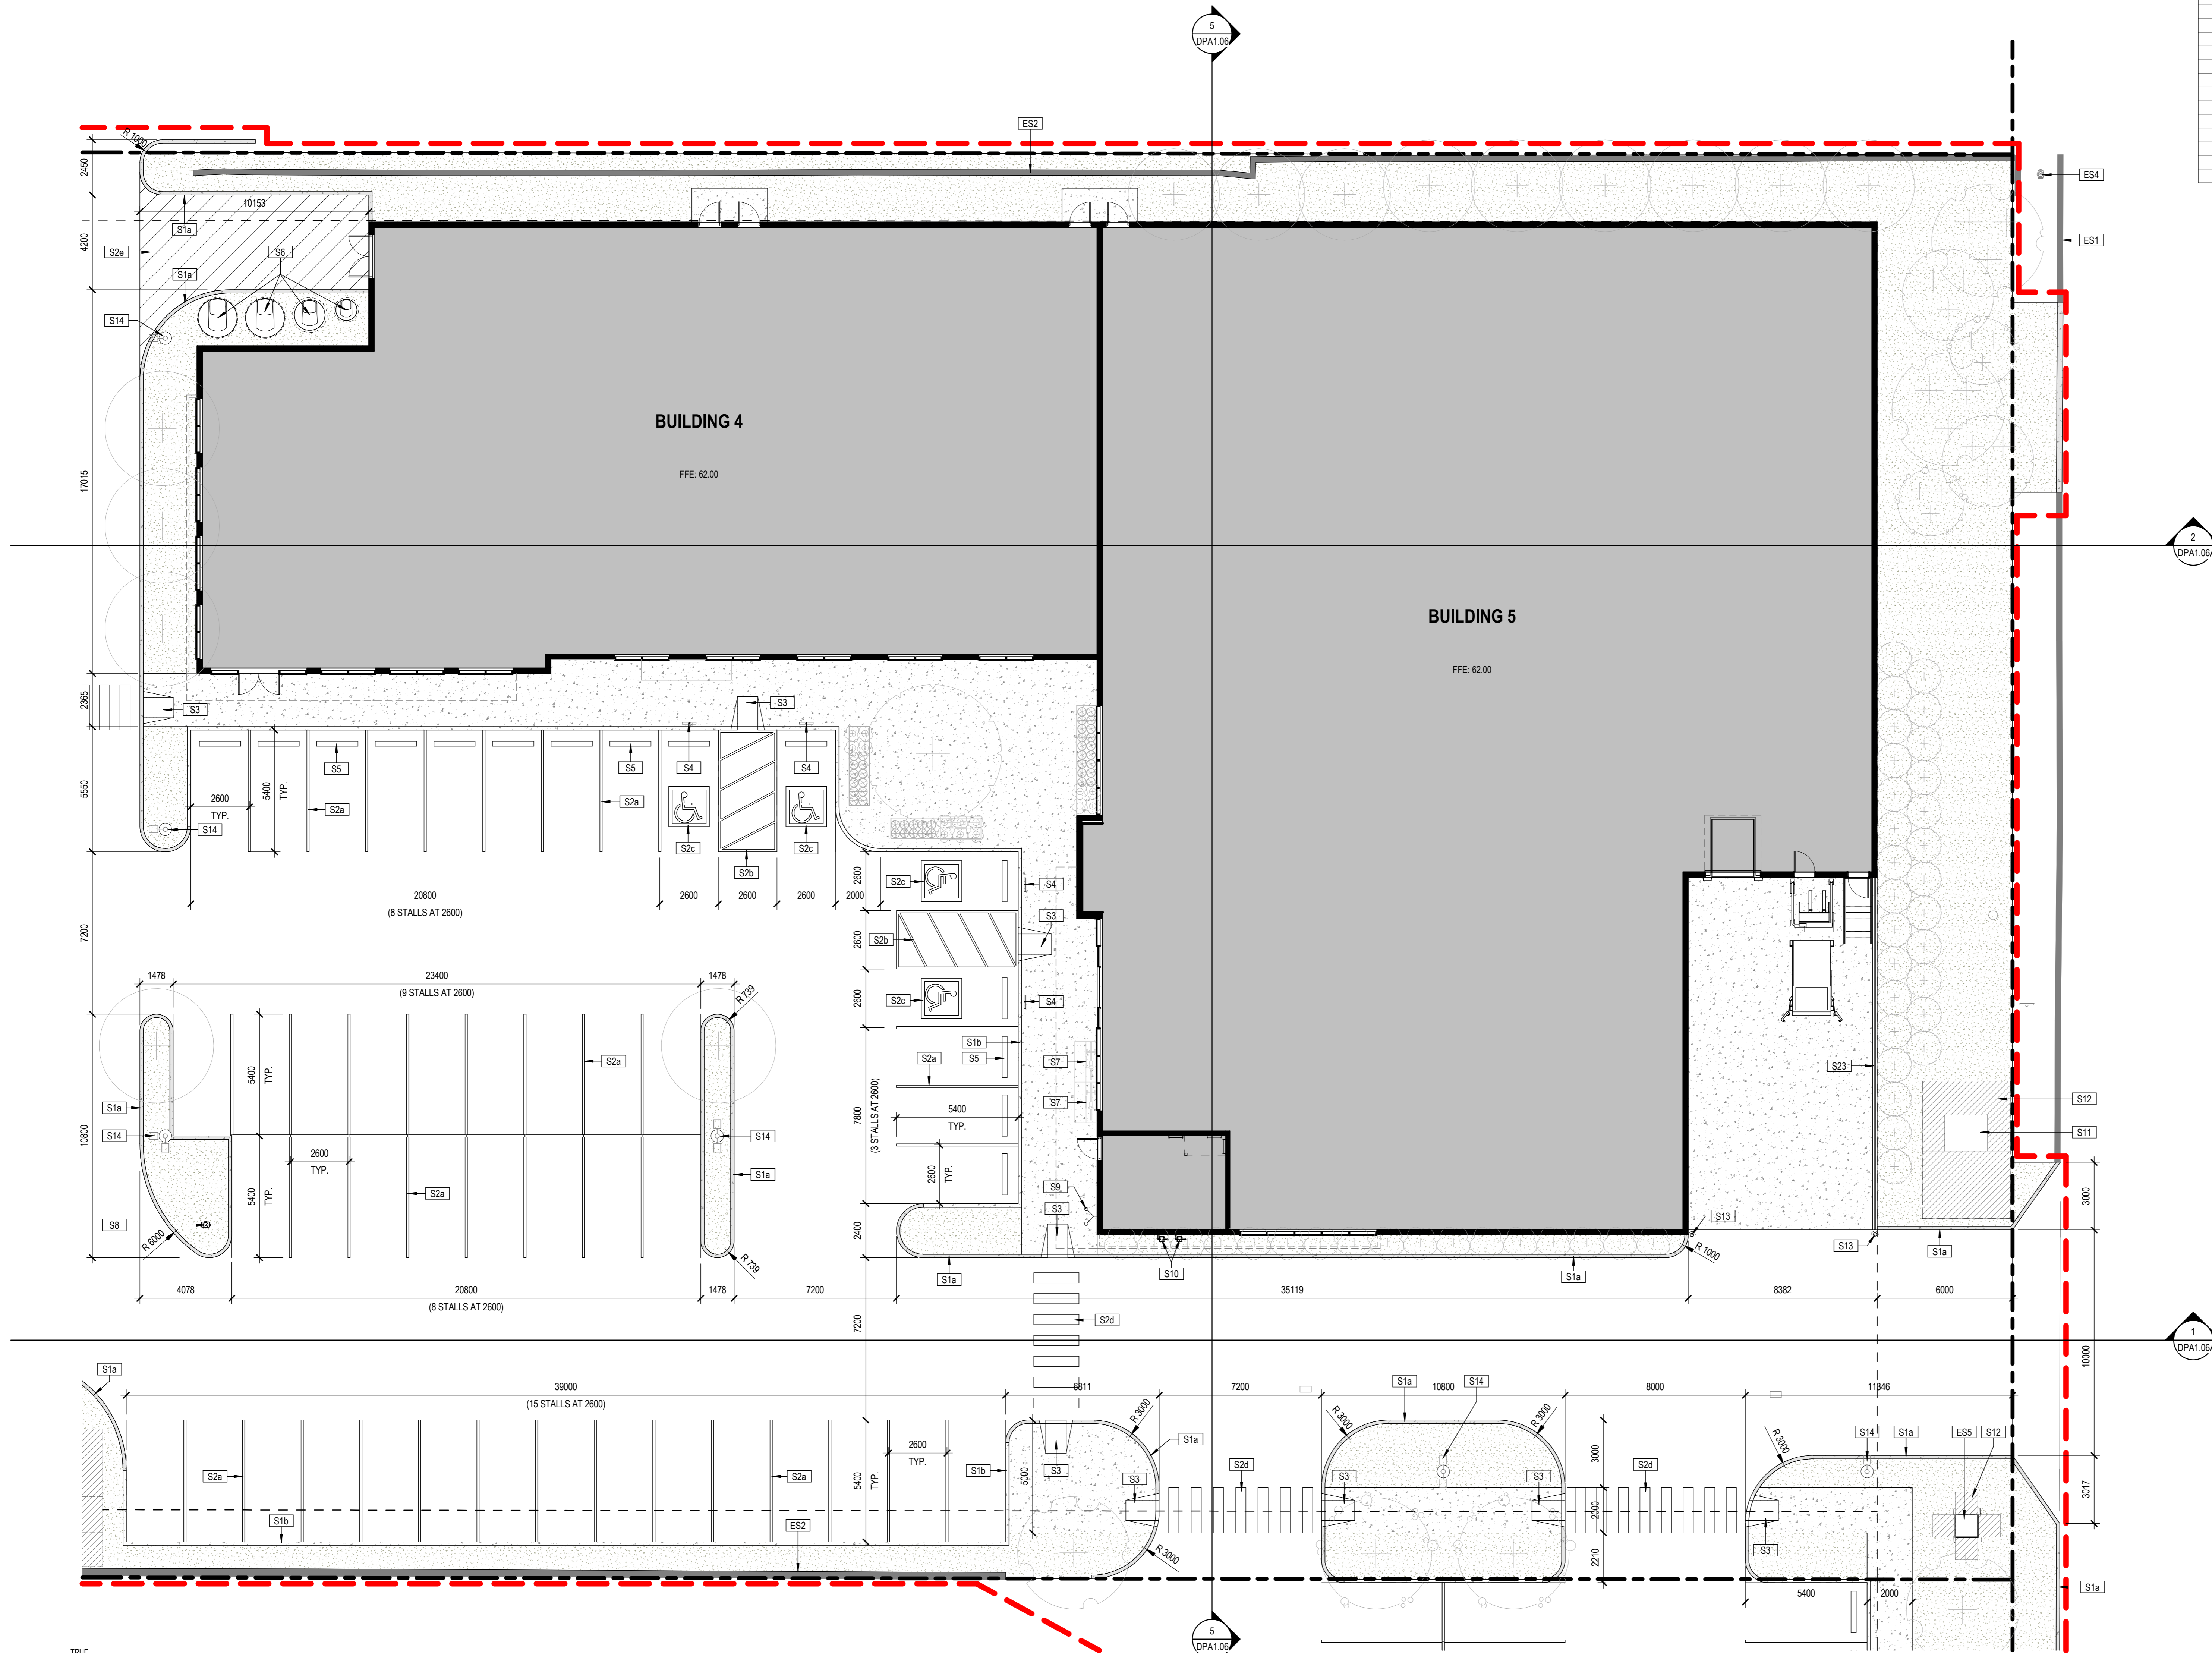 5
DPA1.06
ES2
R 1000
2450
10153
S1a
4200
S2e
S6
S1a
S14
ES4
ES1
BUILDING 4
FFE: 62.00
17015
2
DPA1.06
BUILDING 5
FFE: 62.00
2365
S3
S3
S5
S5
S4
S4
5550
2600
TYP.
5400
TYP.
S2a
S2a
S14
S2c
S2b
S2c
20800
(8 STALLS AT 2600)
2600
2600
2600
2000
2600
S2c
S4
S3
7200
2600
S2b
1478
23400
(9 STALLS AT 2600)
1478
R 739
2600
S2c
S4
S1b
S2a
S5
S7
S7
S23
5400
TYP.
S2a
S1a
S14
10800
S14
S1a
7800
(3 STALLS AT 2600)
5400
TYP.
2600
TYP.
2600
TYP.
5400
TYP.
S2a
S12
S11
S8
R 6000
S9
S3
2400
3000
S13
S13
S1a
R 1000
R 739
S1a
S10
S1a
4078
20800
(8 STALLS AT 2600)
1478
7200
35119
8382
6000
7200
S2d
1
DPA1.06
10000
S1a
39000
(15 STALLS AT 2600)
6811
7200
S1a
10800
S14
8000
11346
R 3000
R 3000
R 3000
R 3000
2600
TYP.
5400
TYP.
S2a
S2a
S1b
5000
S3
S1a
S3
S2d
S3
S3
3000
S2d
S14
S1a
ES5
S12
3017
2000
S1b
ES2
R 3000
S3
2210
5400
2000
S1a
5
DPA1.06
TRUE